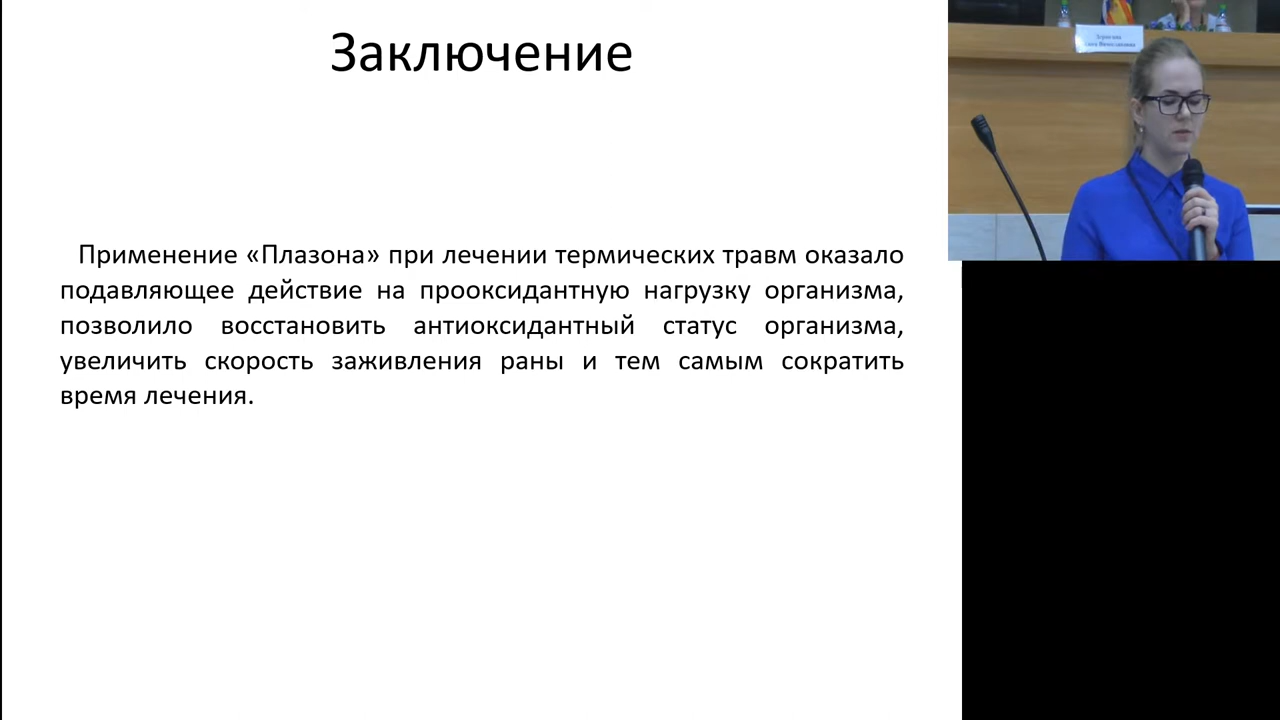 Заключение
Применение «Плазона» при лечении термических травм оказало
подавляющее действие на прооксидантную нагрузку организма,
позволило восстановить антиоксидантный статус организма,
увеличить скорость заживления раны и тем самым сократить
время лечения.